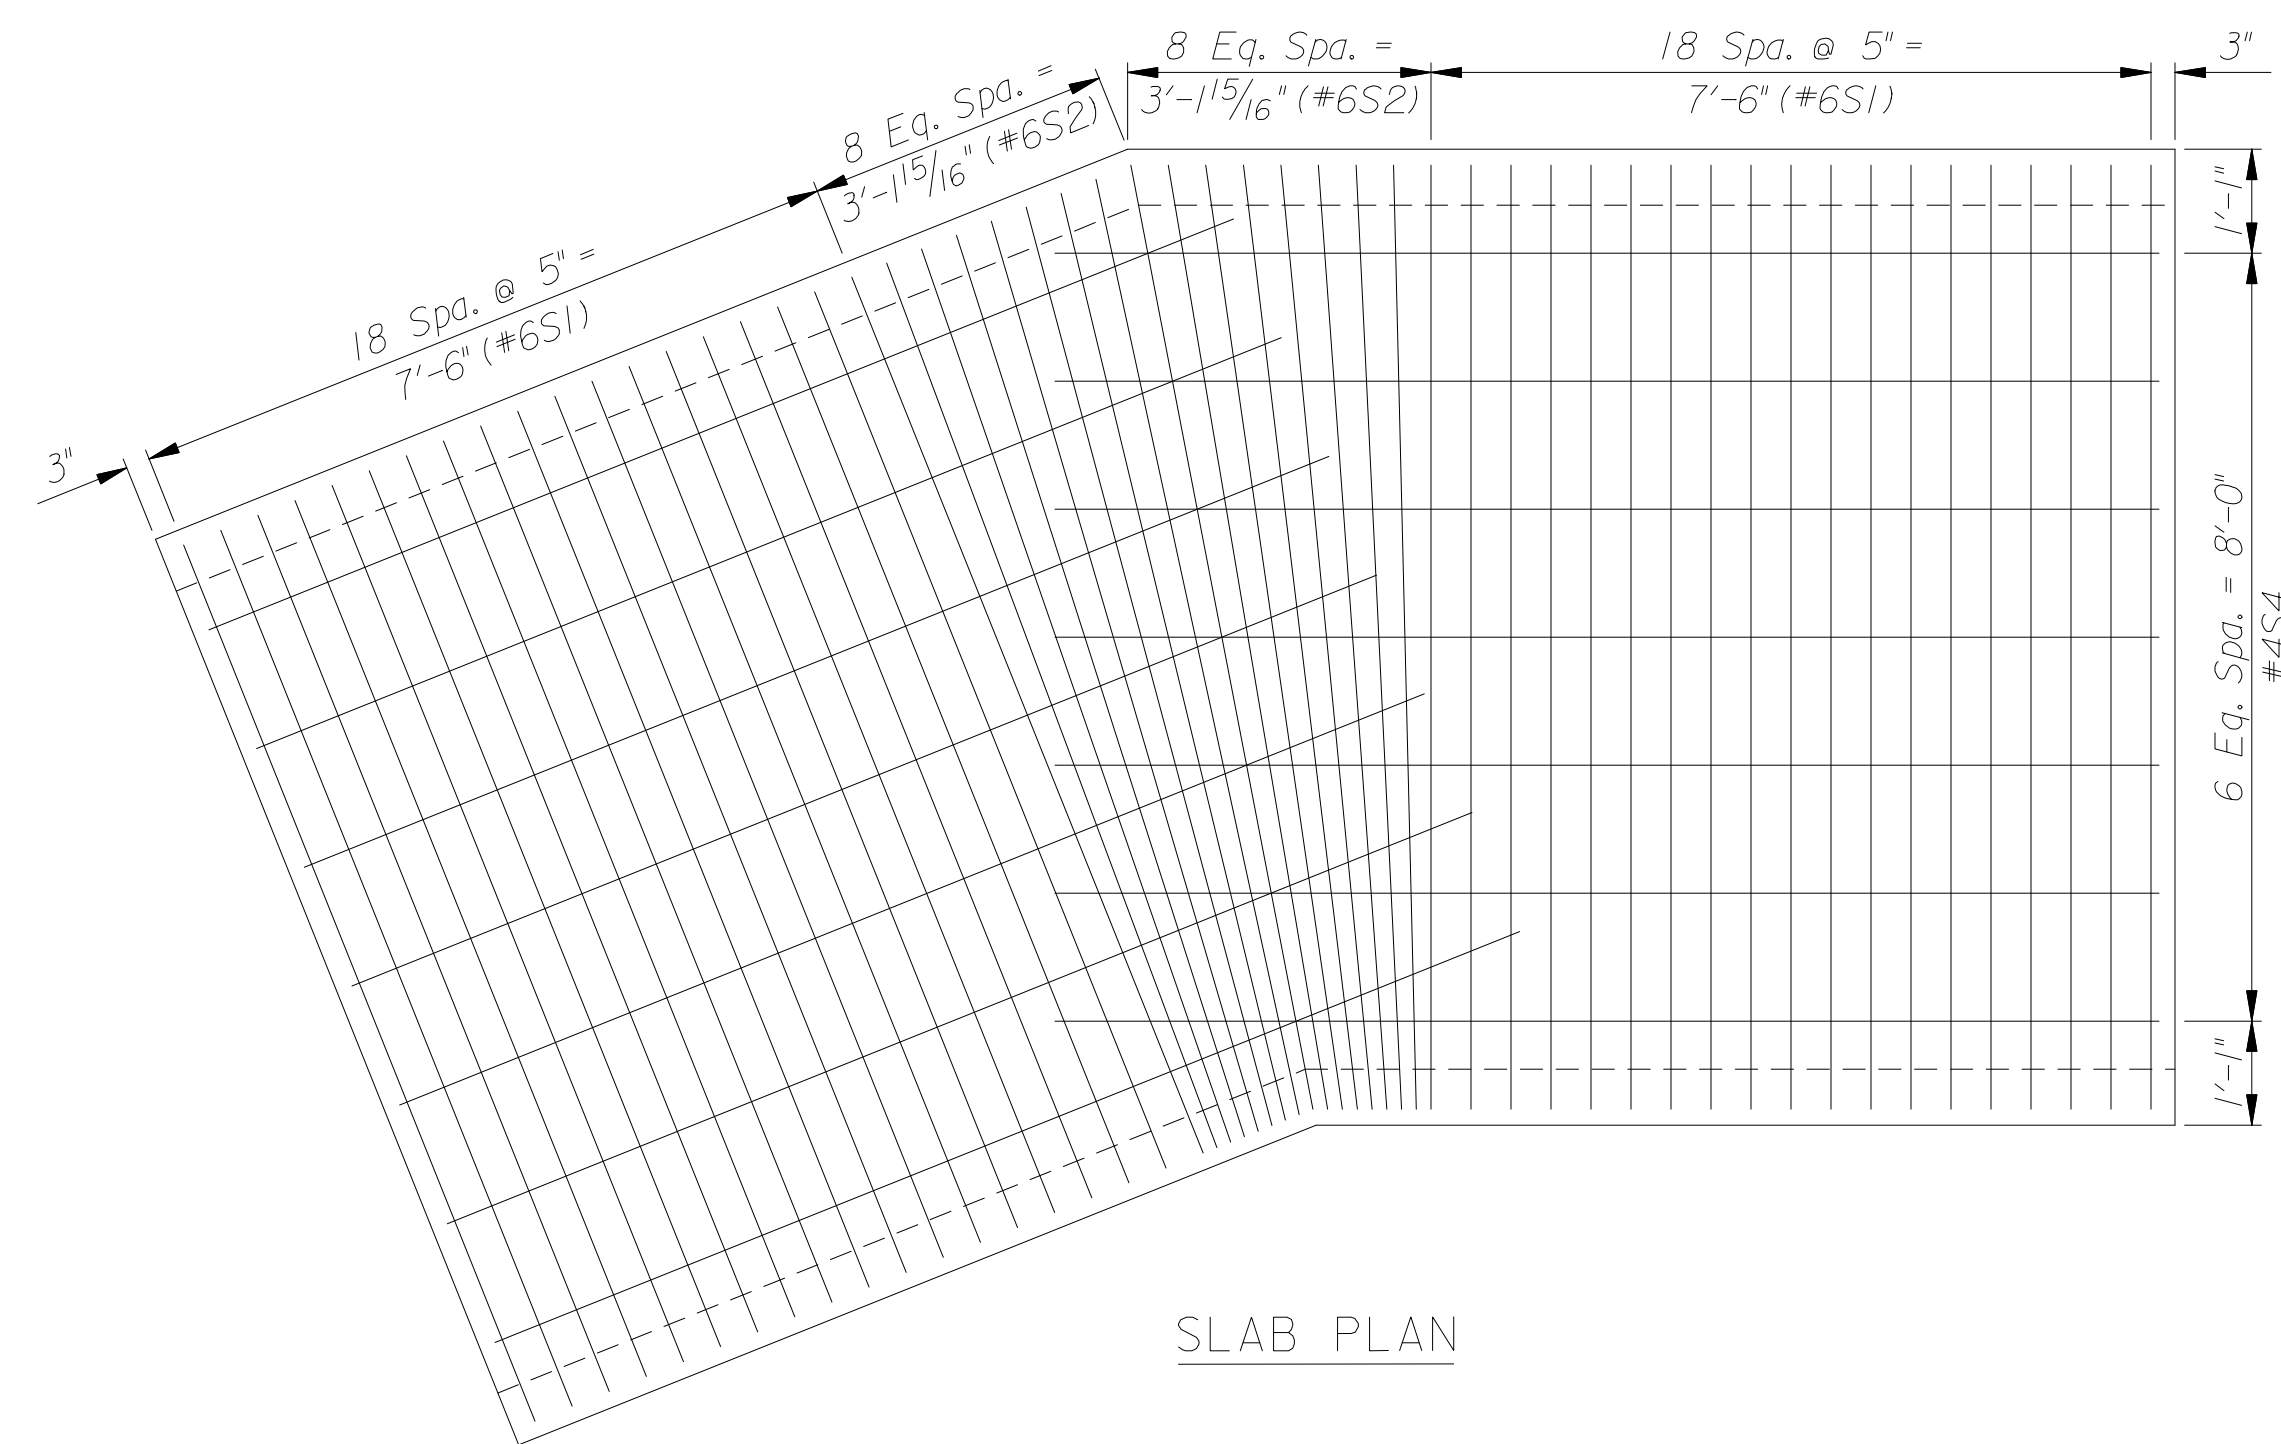 8 Eq. Spa. =
3'-1 15/16" (#6S2)
18 Spa. @ 5" =
7'-6" (#6S1)
3"
8 Eq. Spa. =
3'-1 15/16" (#6S2)
18 Spa. @ 5" =
7'-6" (#6S1)
3"
1'-1"
6 Eq. Spa. = 8'-0"
#4S4
1'-1"
SLAB PLAN